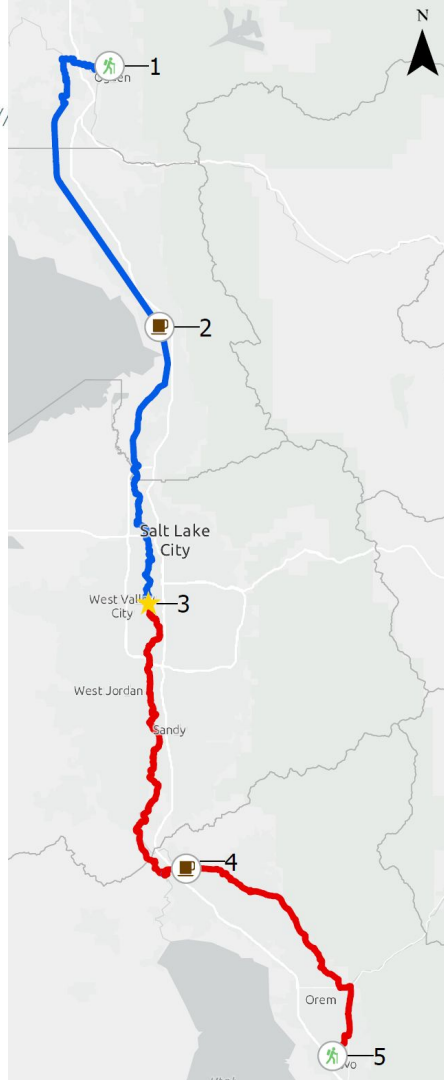 N
1
Ogden
2
Salt Lake
City
West Valley
City
3
West Jordan
Sandy
4
Orem
5